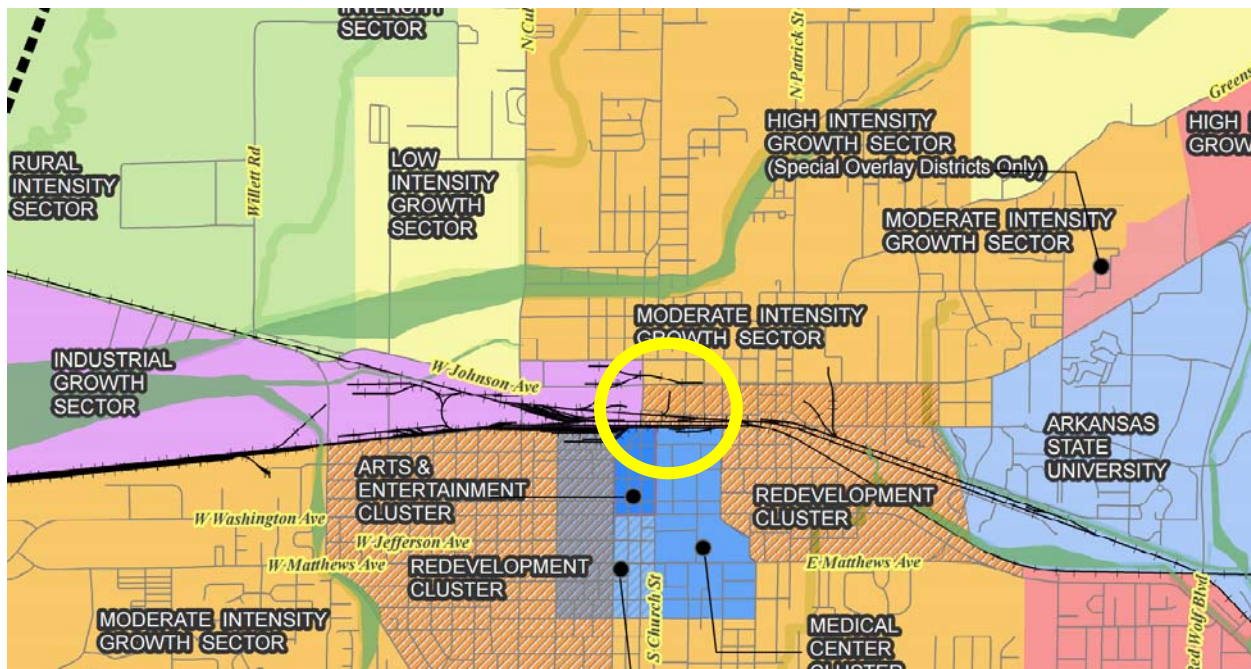 INTENSITY
SECTOR
N Patrick St
HIGH INTENSITY
GROWTH SECTOR
(Special Overlay Districts Only)
RURAL
INTENSITY
SECTOR
Willett Rd
LOW
INTENSITY
GROWTH
SECTOR
MODERATE INTENSITY
GROWTH SECTOR
MODERATE INTENSITY
GROWTH SECTOR
INDUSTRIAL
GROWTH
SECTOR
W Johnson Ave
ARKANSAS
STATE
UNIVERSITY
ARTS &
ENTERTAINMENT
CLUSTER
REDEVELOPMENT
CLUSTER
W Washington Ave
W Jefferson Ave
W Matthews Ave
REDEVELOPMENT
CLUSTER
E Matthews Ave
S Church St
MODERATE INTENSITY
GROWTH SECTOR
MEDICAL
CENTER
CLUSTER
HIGH